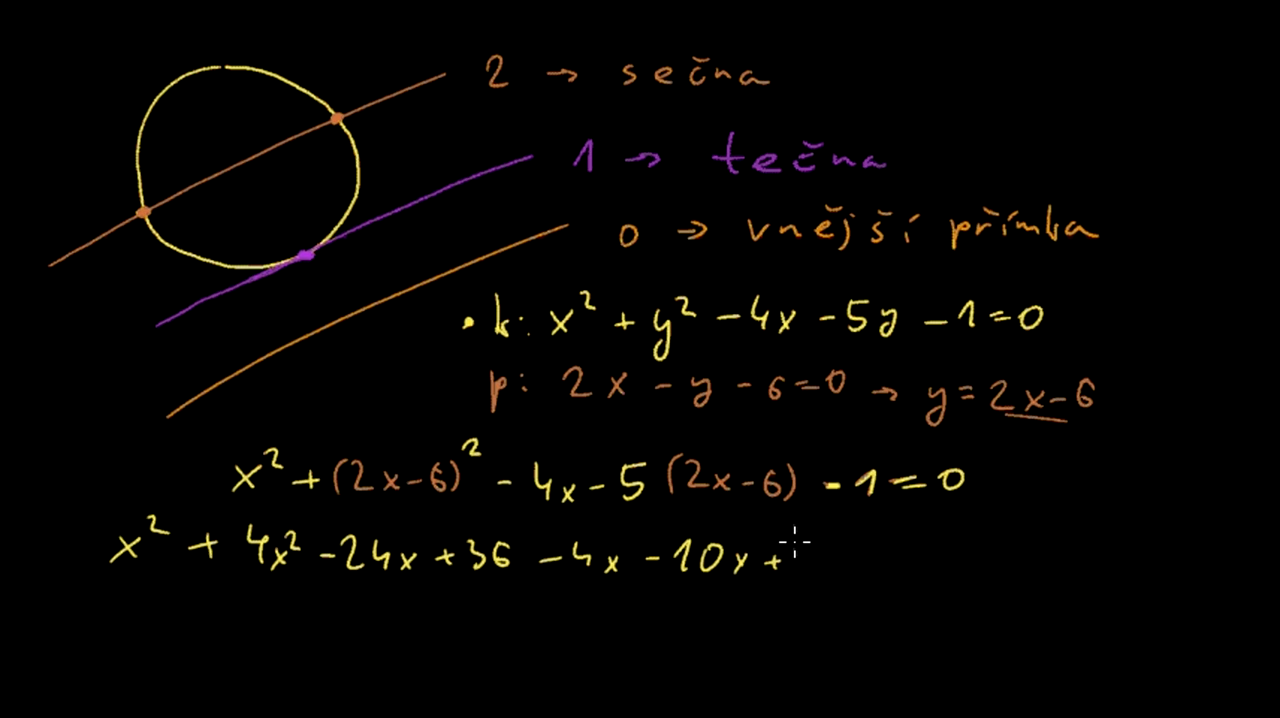 2 → sečna
1 → tečna
0 → vnější přímka
• k: x² + y² - 4x - 5y - 1 = 0
p: 2x - y - 6 = 0 → y = 2x - 6
x² + (2x - 6)² - 4x - 5 (2x - 6) - 1 = 0
x² + 4x² - 24x + 36 - 4x - 10x +